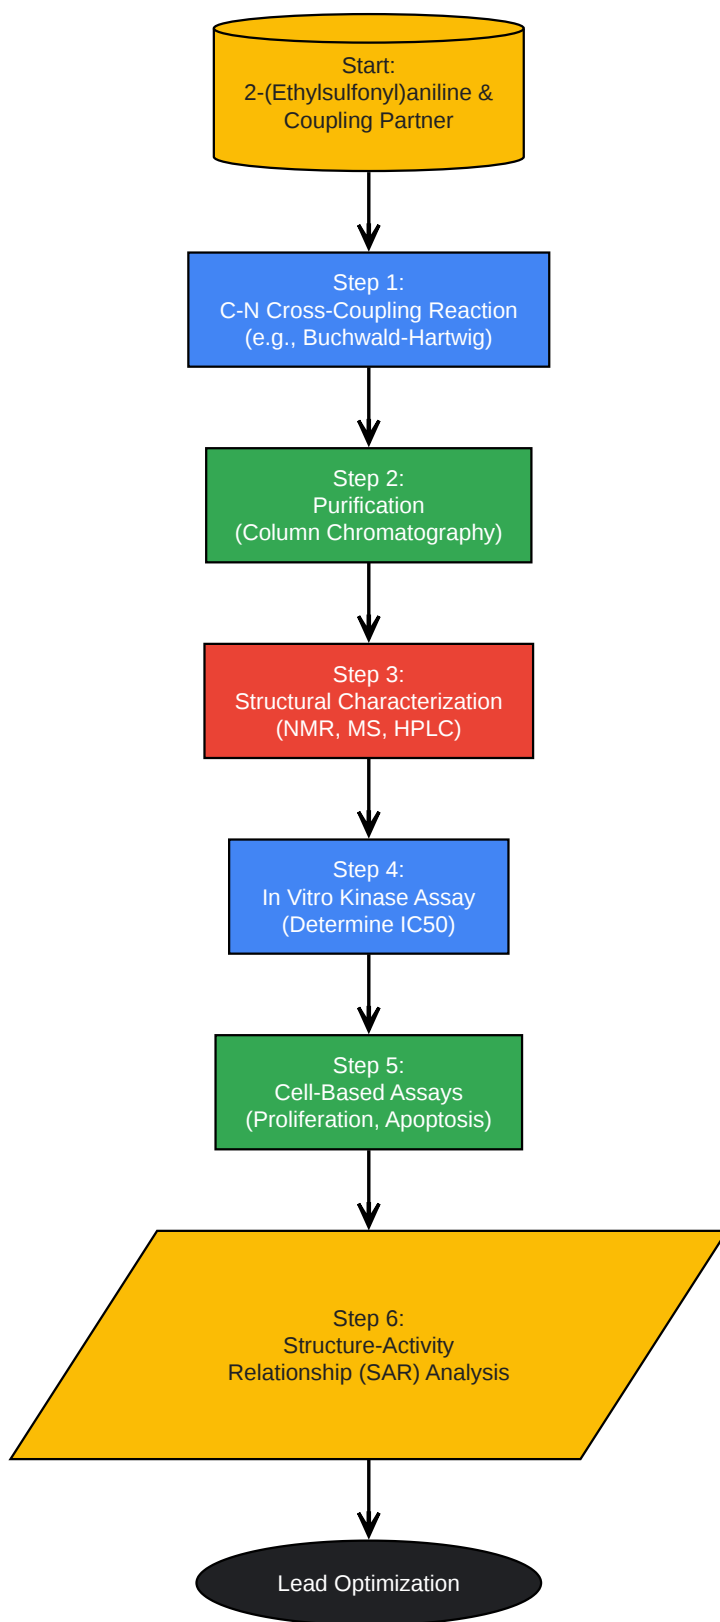 Start:
2-(Ethylsulfonyl)aniline &
Coupling Partner
Step 1:
C-N Cross-Coupling Reaction
(e.g., Buchwald-Hartwig)
Step 2:
Purification
(Column Chromatography)
Step 3:
Structural Characterization
(NMR, MS, HPLC)
Step 4:
In Vitro Kinase Assay
(Determine IC50)
Step 5:
Cell-Based Assays
(Proliferation, Apoptosis)
Step 6:
Structure-Activity
Relationship (SAR) Analysis
Lead Optimization